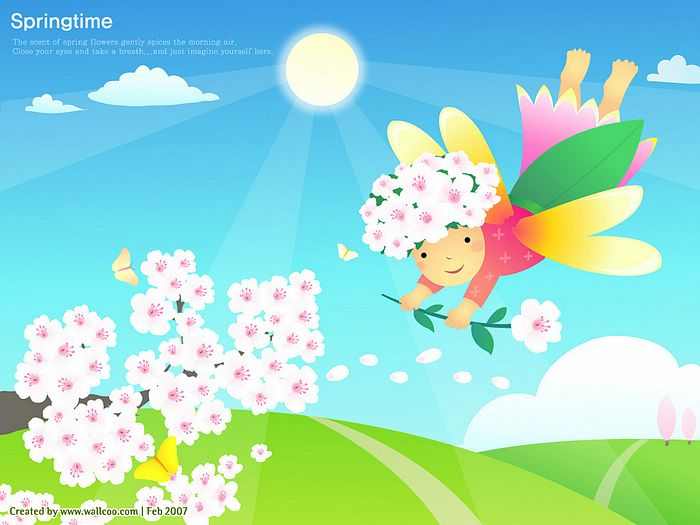 Springtime
The scent of spring flowers gently spices the morning air.
Close your eyes and take a breath...and just imagine yourself here.
Created by www.wallcoo.com | Feb 2007